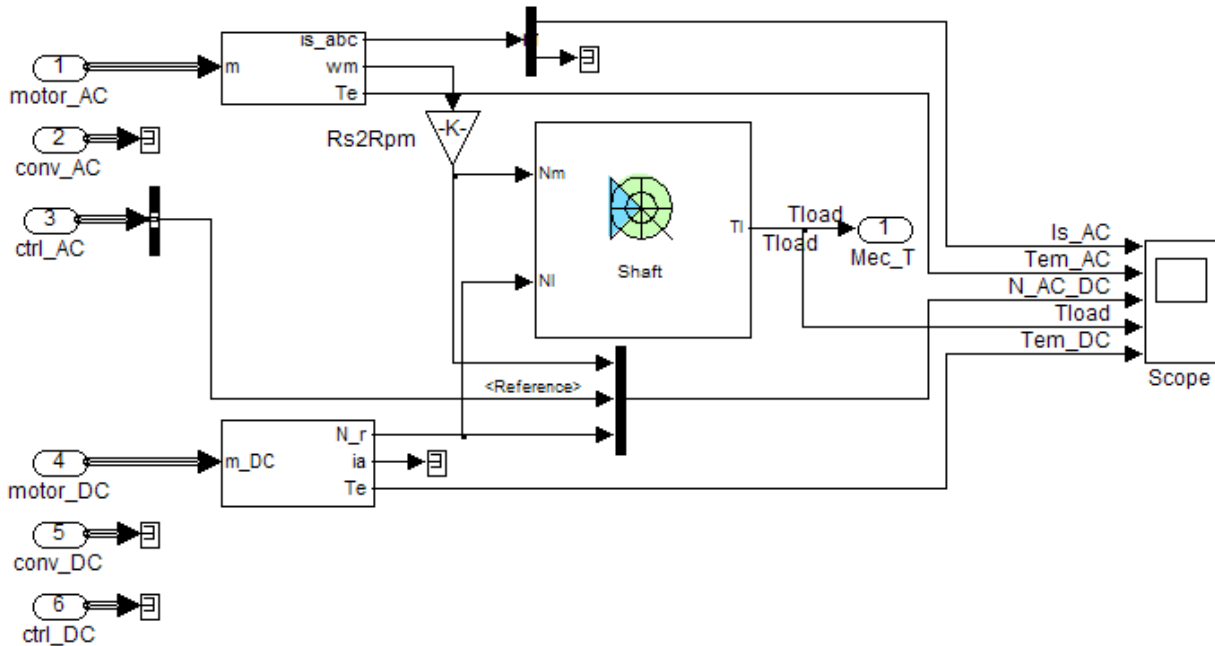 is_abc
1
m
wm
motor_AC
Te
2
-K-
Rs2Rpm
conv_AC
Nm
3
ctrl_AC
Tl
Tload
Tload
1
Mec_T
Is_AC
Shaft
Nl
Tem_AC
N_AC_DC
Tload
Tem_DC
Scope
<Reference>
N_r
4
m_DC
ia
motor_DC
Te
5
conv_DC
6
ctrl_DC